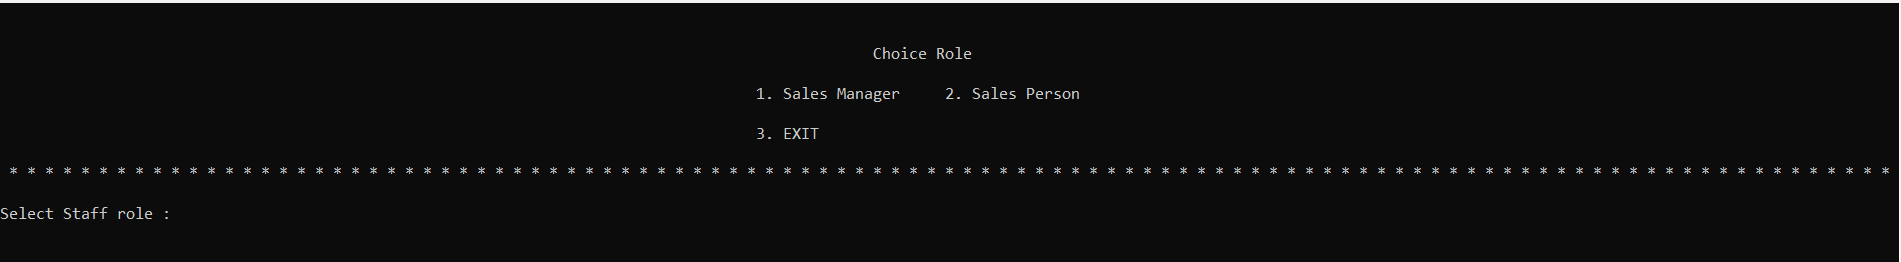 Choice Role
1. Sales Manager     2. Sales Person
3. EXIT
* * * * * * * * * * * * * * * * * * * * * * * * * * * * * * * * * * * * * * * * * * * * * * * * * * * * * * * * * * * * * * * * * * * * * * * * * * * * * * * * * * * * * * * * * * * * * * * * * * * * * * * * *
Select Staff role :